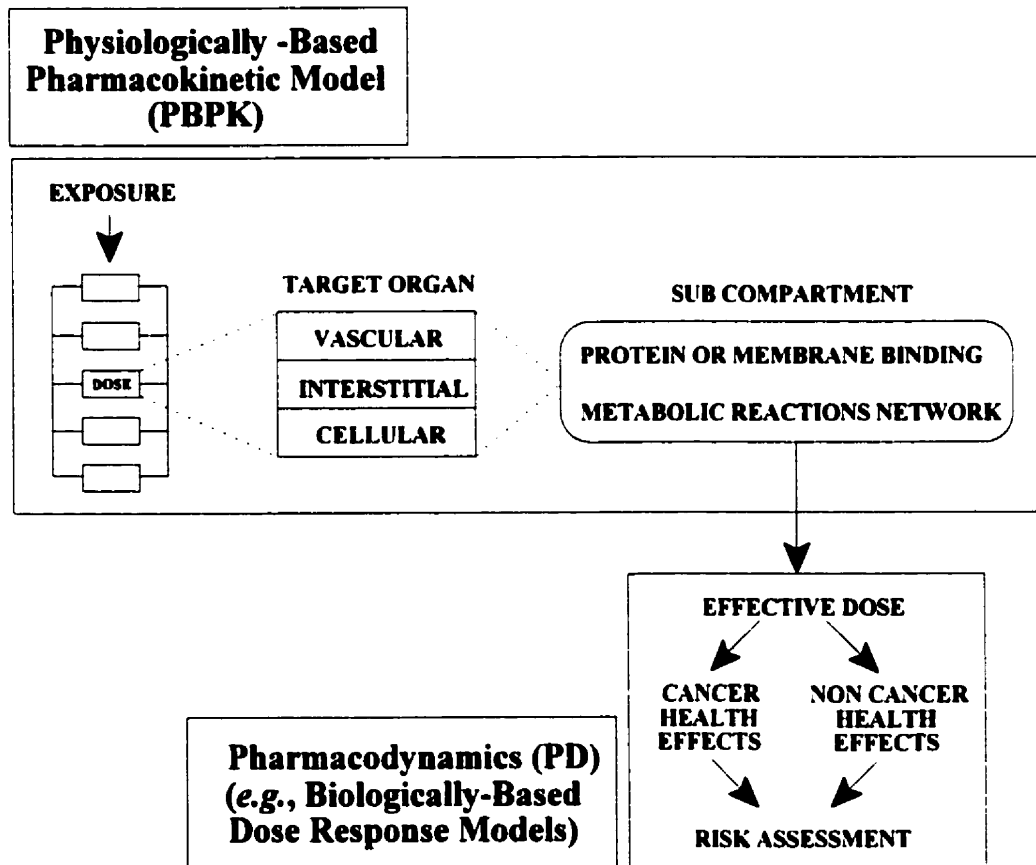 Physiologically -Based
Pharmacokinetic Model
(PBPK)
EXPOSURE
DOSE
TARGET ORGAN
VASCULAR
INTERSTITIAL
CELLULAR
SUB COMPARTMENT
PROTEIN OR MEMBRANE BINDING
METABOLIC REACTIONS NETWORK
EFFECTIVE DOSE
CANCER
HEALTH
EFFECTS
NON CANCER
HEALTH
EFFECTS
RISK ASSESSMENT
Pharmacodynamics (PD)
(e.g., Biologically-Based
Dose Response Models)